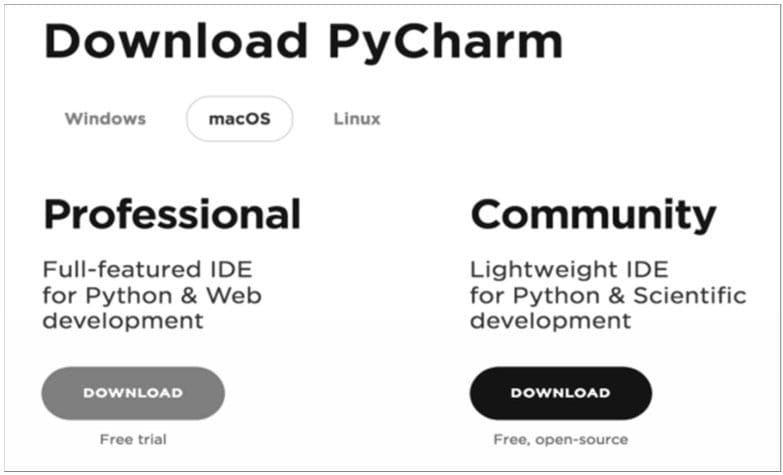 Download PyCharm
Windows macOS Linux
Professional
Full-featured IDE
for Python & Web
development
DOWNLOAD
Free trial
Community
Lightweight IDE
for Python & Scientific
development
DOWNLOAD
Free, open-source